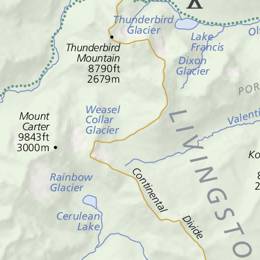 Thunderbird
Glacier
Lake
Francis
Thunderbird
Mountain
8790ft
2679m
Dixon
Glacier
Weasel
Collar
Glacier
Mount
Carter
9843ft
3000m
LIVINGSTO
Rainbow
Glacier
Continental
Divide
Cerulean
Lake